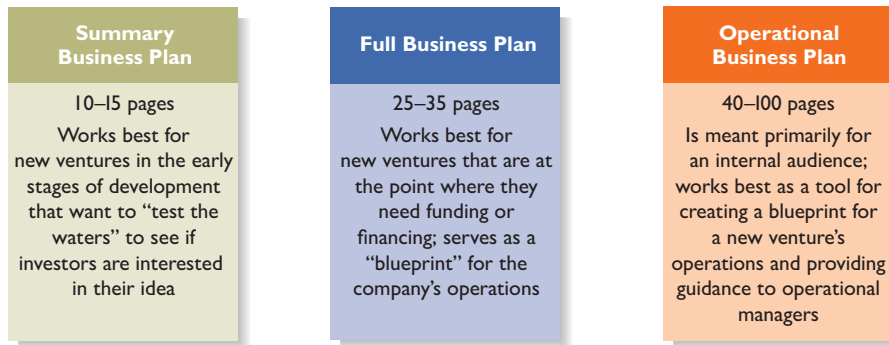 Summary
Business Plan
10–15 pages
Works best for
new ventures in the early
stages of development
that want to “test the
waters” to see if
investors are interested
in their idea
Full Business Plan
25–35 pages
Works best for
new ventures that are at
the point where they
need funding or
financing; serves as a
“blueprint” for the
company’s operations
Operational
Business Plan
40–100 pages
Is meant primarily for
an internal audience;
works best as a tool for
creating a blueprint for
a new venture’s
operations and providing
guidance to operational
managers